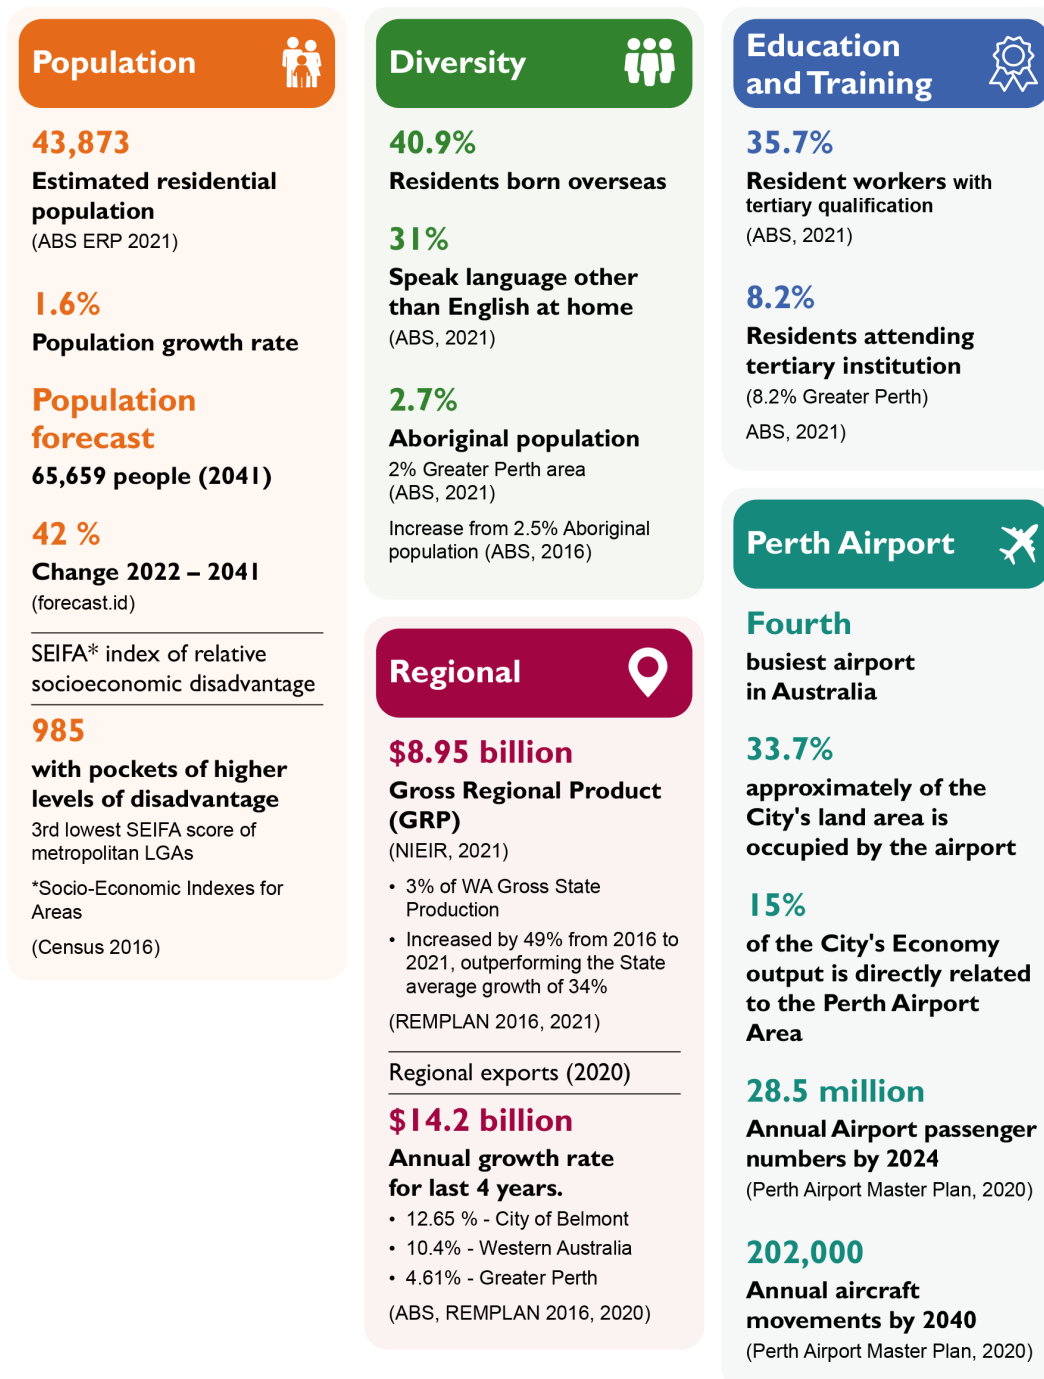 Population
43,873
Estimated residential
population
(ABS ERP 2021)
1.6%
Population growth rate
Population
forecast
65,659 people (2041)
42 %
Change 2022 – 2041
(forecast.id)
SEIFA* index of relative
socioeconomic disadvantage
985
with pockets of higher
levels of disadvantage
3rd lowest SEIFA score of
metropolitan LGAs
*Socio-Economic Indexes for
Areas
(Census 2016)
Diversity
40.9%
Residents born overseas
31%
Speak language other
than English at home
(ABS, 2021)
2.7%
Aboriginal population
2% Greater Perth area
(ABS, 2021)
Increase from 2.5% Aboriginal
population (ABS, 2016)
Regional
$8.95 billion
Gross Regional Product
(GRP)
(NIEIR, 2021)
• 3% of WA Gross State
Production
• Increased by 49% from 2016 to
2021, outperforming the State
average growth of 34%
(REMPLAN 2016, 2021)
Regional exports (2020)
$14.2 billion
Annual growth rate
for last 4 years.
• 12.65 % - City of Belmont
• 10.4% - Western Australia
• 4.61% - Greater Perth
(ABS, REMPLAN 2016, 2020)
Education
and Training
35.7%
Resident workers with
tertiary qualification
(ABS, 2021)
8.2%
Residents attending
tertiary institution
(8.2% Greater Perth)
ABS, 2021)
Perth Airport
Fourth
busiest airport
in Australia
33.7%
approximately of the
City's land area is
occupied by the airport
15%
of the City's Economy
output is directly related
to the Perth Airport
Area
28.5 million
Annual Airport passenger
numbers by 2024
(Perth Airport Master Plan, 2020)
202,000
Annual aircraft
movements by 2040
(Perth Airport Master Plan, 2020)